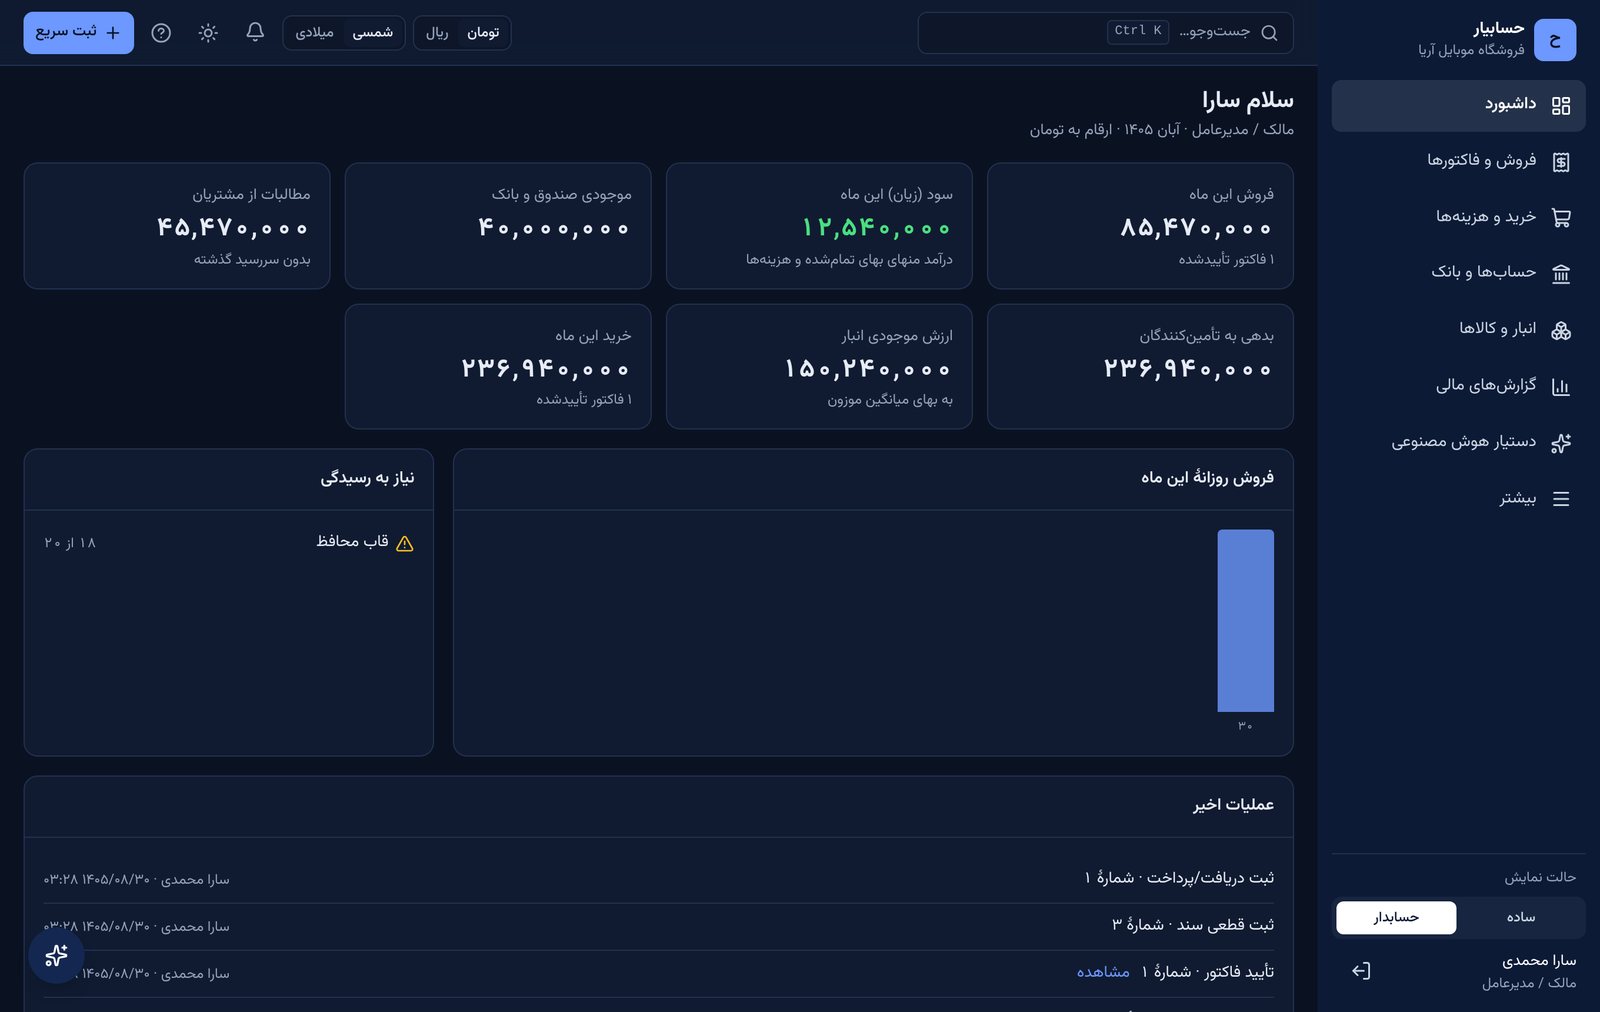 ح
حسابیار
فروشگاه موبایل آریا
داشبورد
فروش و فاکتورها
خرید و هزینه‌ها
حساب‌ها و بانک
انبار و کالاها
گزارش‌های مالی
دستیار هوش مصنوعی
بیشتر
حالت نمایش
ساده
حسابدار
سارا محمدی
مالک / مدیرعامل
جست‌وجو...
Ctrl K
تومان
ریال
شمسی
میلادی
ثبت سریع
سلام سارا
مالک / مدیرعامل · آبان ۱۴۰۵ · ارقام به تومان
فروش این ماه
۸۵,۴۷۰,۰۰۰
۱ فاکتور تأییدشده
سود (زیان) این ماه
۱۲,۵۴۰,۰۰۰
درآمد منهای بهای تمام‌شده و هزینه‌ها
موجودی صندوق و بانک
۴۰,۰۰۰,۰۰۰
مطالبات از مشتریان
۴۵,۴۷۰,۰۰۰
بدون سررسید گذشته
بدهی به تأمین‌کنندگان
۲۳۶,۹۴۰,۰۰۰
ارزش موجودی انبار
۱۵۰,۲۴۰,۰۰۰
به بهای میانگین موزون
خرید این ماه
۲۳۶,۹۴۰,۰۰۰
۱ فاکتور تأییدشده
فروش روزانهٔ این ماه
۳۰
نیاز به رسیدگی
قاب محافظ
۱۸ از ۲۰
عملیات اخیر
ثبت دریافت/پرداخت · شمارهٔ ۱
سارا محمدی · ۱۴۰۵/۰۸/۳۰ ۰۳:۲۸
ثبت قطعی سند · شمارهٔ ۳
سارا محمدی · ۱۴۰۵/۰۸/۳۰ ۰۳:۲۸
تأیید فاکتور · شمارهٔ ۱ مشاهده
سارا محمدی · ۱۴۰۵/۰۸/۳۰